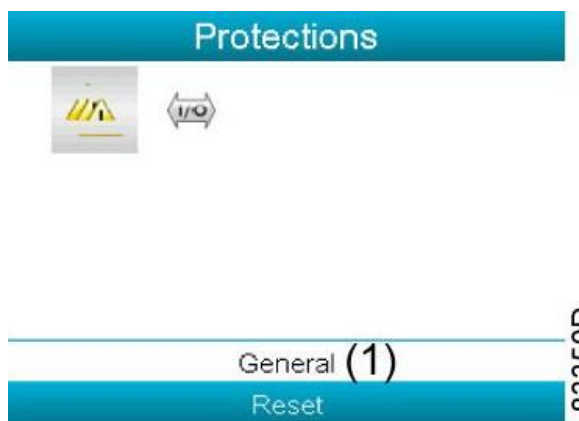 Protections
I/O
General (1)
Reset